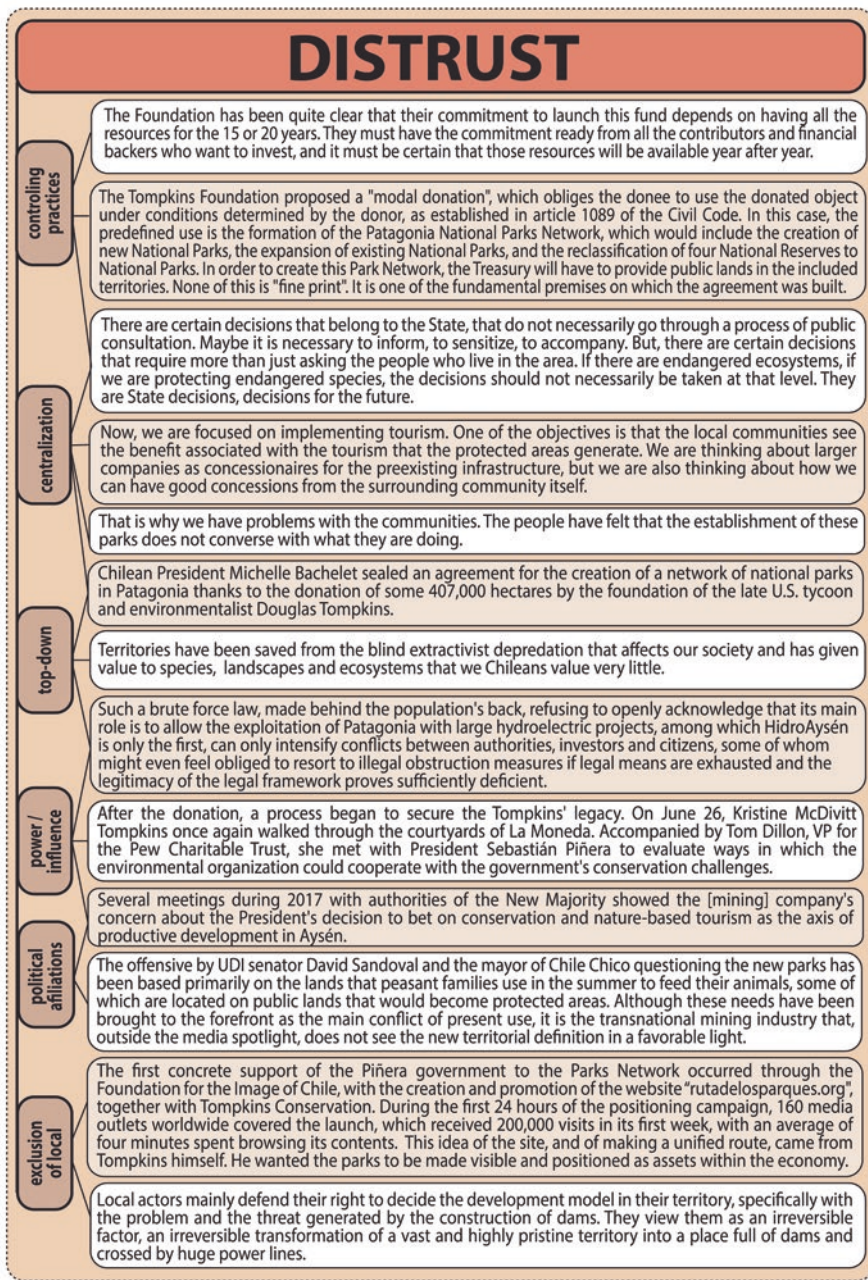 DISTRUST
controling
practices
The Foundation has been quite clear that their commitment to launch this fund depends on having all the
resources for the 15 or 20 years. They must have the commitment ready from all the contributors and financial
backers who want to invest, and it must be certain that those resources will be available year after year.
The Tompkins Foundation proposed a "modal donation", which obliges the donee to use the donated object
under conditions determined by the donor, as established in article 1089 of the Civil Code. In this case, the
predefined use is the formation of the Patagonia National Parks Network, which would include the creation of
new National Parks, the expansion of existing National Parks, and the reclassification of four National Reserves to
National Parks. In order to create this Park Network, the Treasury will have to provide public lands in the included
territories. None of this is "fine print". It is one of the fundamental premises on which the agreement was built.
centralization
There are certain decisions that belong to the State, that do not necessarily go through a process of public
consultation. Maybe it is necessary to inform, to sensitize, to accompany. But, there are certain decisions
that require more than just asking the people who live in the area. If there are endangered ecosystems, if
we are protecting endangered species, the decisions should not necessarily be taken at that level. They
are State decisions, decisions for the future.
Now, we are focused on implementing tourism. One of the objectives is that the local communities see
the benefit associated with the tourism that the protected areas generate. We are thinking about larger
companies as concessionaires for the preexisting infrastructure, but we are also thinking about how we
can have good concessions from the surrounding community itself.
That is why we have problems with the communities. The people have felt that the establishment of these
parks does not converse with what they are doing.
top-down
Chilean President Michelle Bachelet sealed an agreement for the creation of a network of national parks
in Patagonia thanks to the donation of some 407,000 hectares by the foundation of the late U.S. tycoon
and environmentalist Douglas Tompkins.
Territories have been saved from the blind extractivist depredation that affects our society and has given
value to species, landscapes and ecosystems that we Chileans value very little.
Such a brute force law, made behind the population's back, refusing to openly acknowledge that its main
role is to allow the exploitation of Patagonia with large hydroelectric projects, among which HidroAysén
is only the first, can only intensify conflicts between authorities, investors and citizens, some of whom
might even feel obliged to resort to illegal obstruction measures if legal means are exhausted and the
legitimacy of the legal framework proves sufficiently deficient.
power /
influence
After the donation, a process began to secure the Tompkins' legacy. On June 26, Kristine McDivitt
Tompkins once again walked through the courtyards of La Moneda. Accompanied by Tom Dillon, VP for
the Pew Charitable Trust, she met with President Sebastián Piñera to evaluate ways in which the
environmental organization could cooperate with the government's conservation challenges.
Several meetings during 2017 with authorities of the New Majority showed the [mining] company's
concern about the President's decision to bet on conservation and nature-based tourism as the axis of
productive development in Aysén.
political
afiliations
The offensive by UDI senator David Sandoval and the mayor of Chile Chico questioning the new parks has
been based primarily on the lands that peasant families use in the summer to feed their animals, some of
which are located on public lands that would become protected areas. Although these needs have been
brought to the forefront as the main conflict of present use, it is the transnational mining industry that,
outside the media spotlight, does not see the new territorial definition in a favorable light.
exclusion
of local
The first concrete support of the Piñera government to the Parks Network occurred through the
Foundation for the Image of Chile, with the creation and promotion of the website "rutadelosparques.org",
together with Tompkins Conservation. During the first 24 hours of the positioning campaign, 160 media
outlets worldwide covered the launch, which received 200,000 visits in its first week, with an average of
four minutes spent browsing its contents. This idea of the site, and of making a unified route, came from
Tompkins himself. He wanted the parks to be made visible and positioned as assets within the economy.
Local actors mainly defend their right to decide the development model in their territory, specifically with
the problem and the threat generated by the construction of dams. They view them as an irreversible
factor, an irreversible transformation of a vast and highly pristine territory into a place full of dams and
crossed by huge power lines.